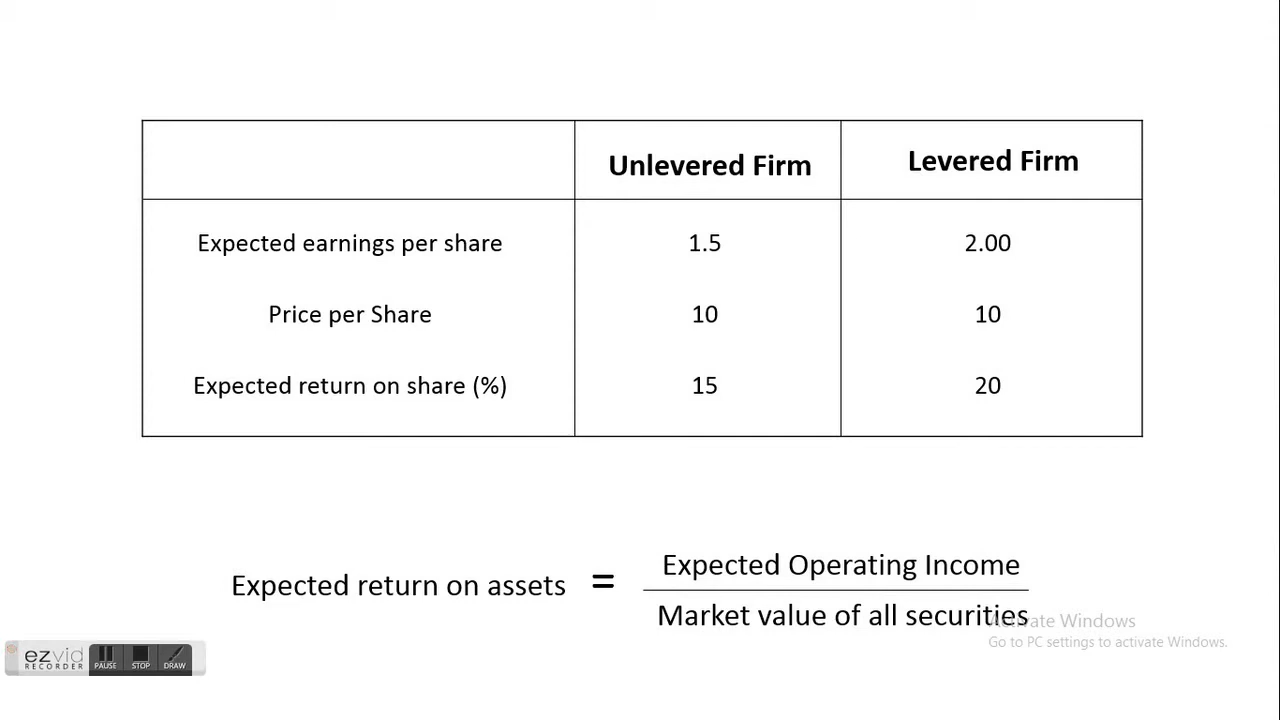 Unlevered Firm Levered Firm
Expected earnings per share 1.5 2.00
Price per Share 10 10
Expected return on share (%) 15 20
Expected return on assets = Expected Operating Income
Market value of all securities
Activate Windows
Go to PC settings to activate Windows.
ezvid
RECORDER
PAUSE STOP DRAW